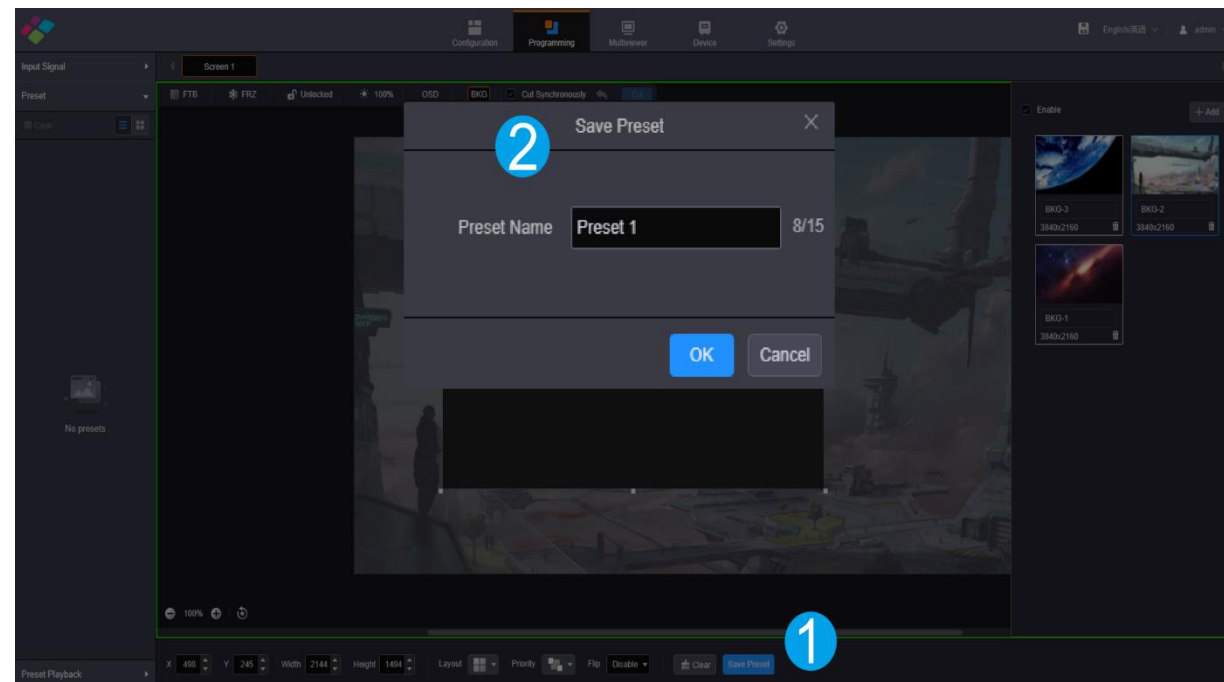 Configuration
Programming
Multiviewer
Device
Settings
English/英语
admin
Input Signal
Screen 1
Preset
FTB
FRZ
Unlocked
100%
OSD
BKG
Cut Synchronously
Cut
Enable
+ Add
Clear
2
Save Preset
Preset Name
Preset 1
8/15
OK
Cancel
BKG-3
3840x2160
BKG-2
3840x2160
BKG-1
3840x2160
No presets
100%
1
X 498 Y 245 Width 2144 Height 1494 Layout Priority Flip Disable Clear Save Preset
Preset Playback